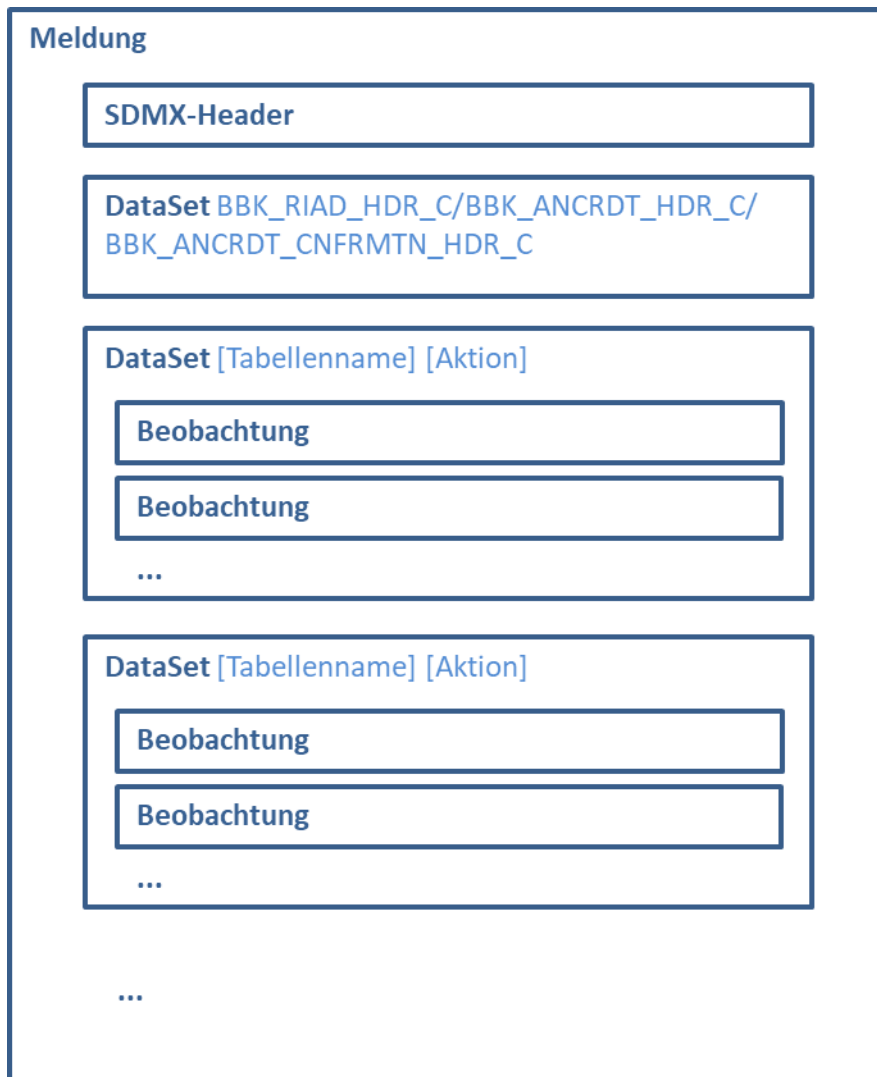 Meldung
SDMX-Header
DataSet BBK_RIAD_HDR_C/BBK_ANCRDT_HDR_C/
BBK_ANCRDT_CNFRMTN_HDR_C
DataSet [Tabellenname] [Aktion]
Beobachtung
Beobachtung
...
DataSet [Tabellenname] [Aktion]
Beobachtung
Beobachtung
...
...